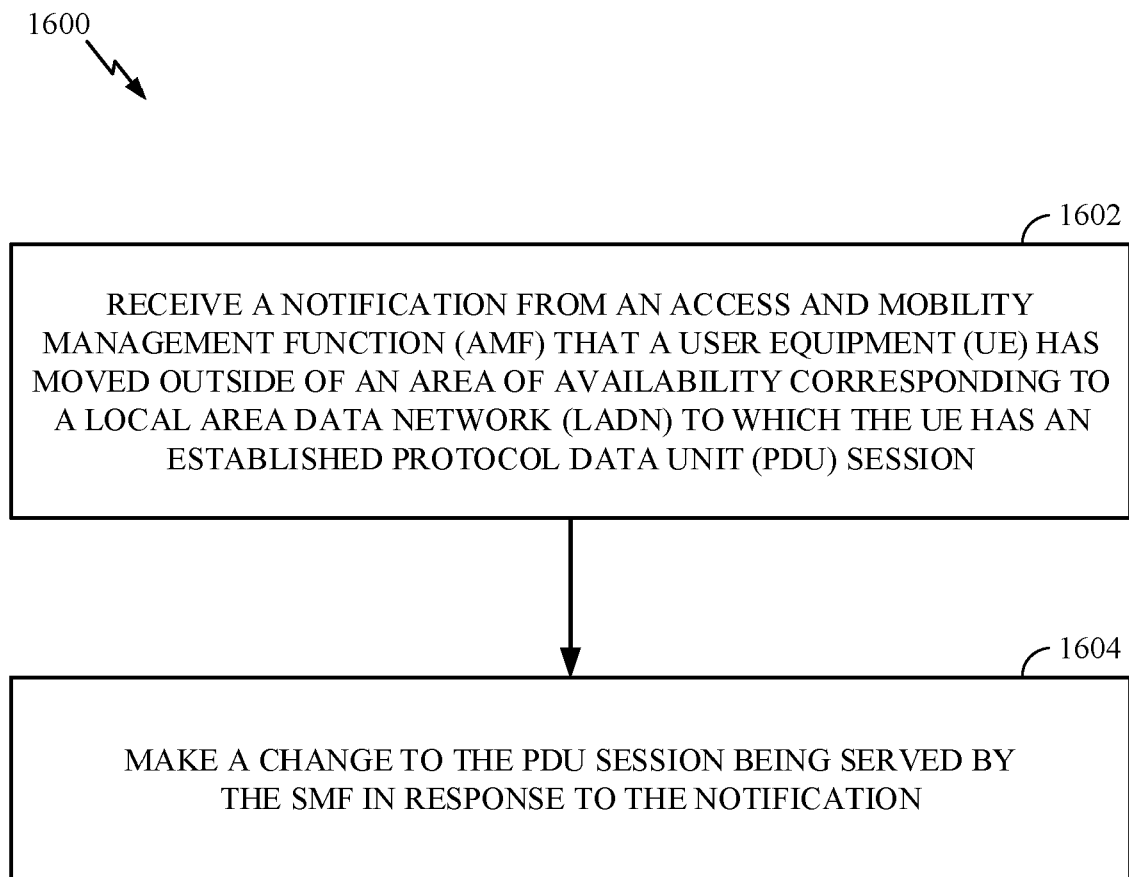 1600
1602
RECEIVE A NOTIFICATION FROM AN ACCESS AND MOBILITY
MANAGEMENT FUNCTION (AMF) THAT A USER EQUIPMENT (UE) HAS
MOVED OUTSIDE OF AN AREA OF AVAILABILITY CORRESPONDING TO
A LOCAL AREA DATA NETWORK (LADN) TO WHICH THE UE HAS AN
ESTABLISHED PROTOCOL DATA UNIT (PDU) SESSION
1604
MAKE A CHANGE TO THE PDU SESSION BEING SERVED BY
THE SMF IN RESPONSE TO THE NOTIFICATION